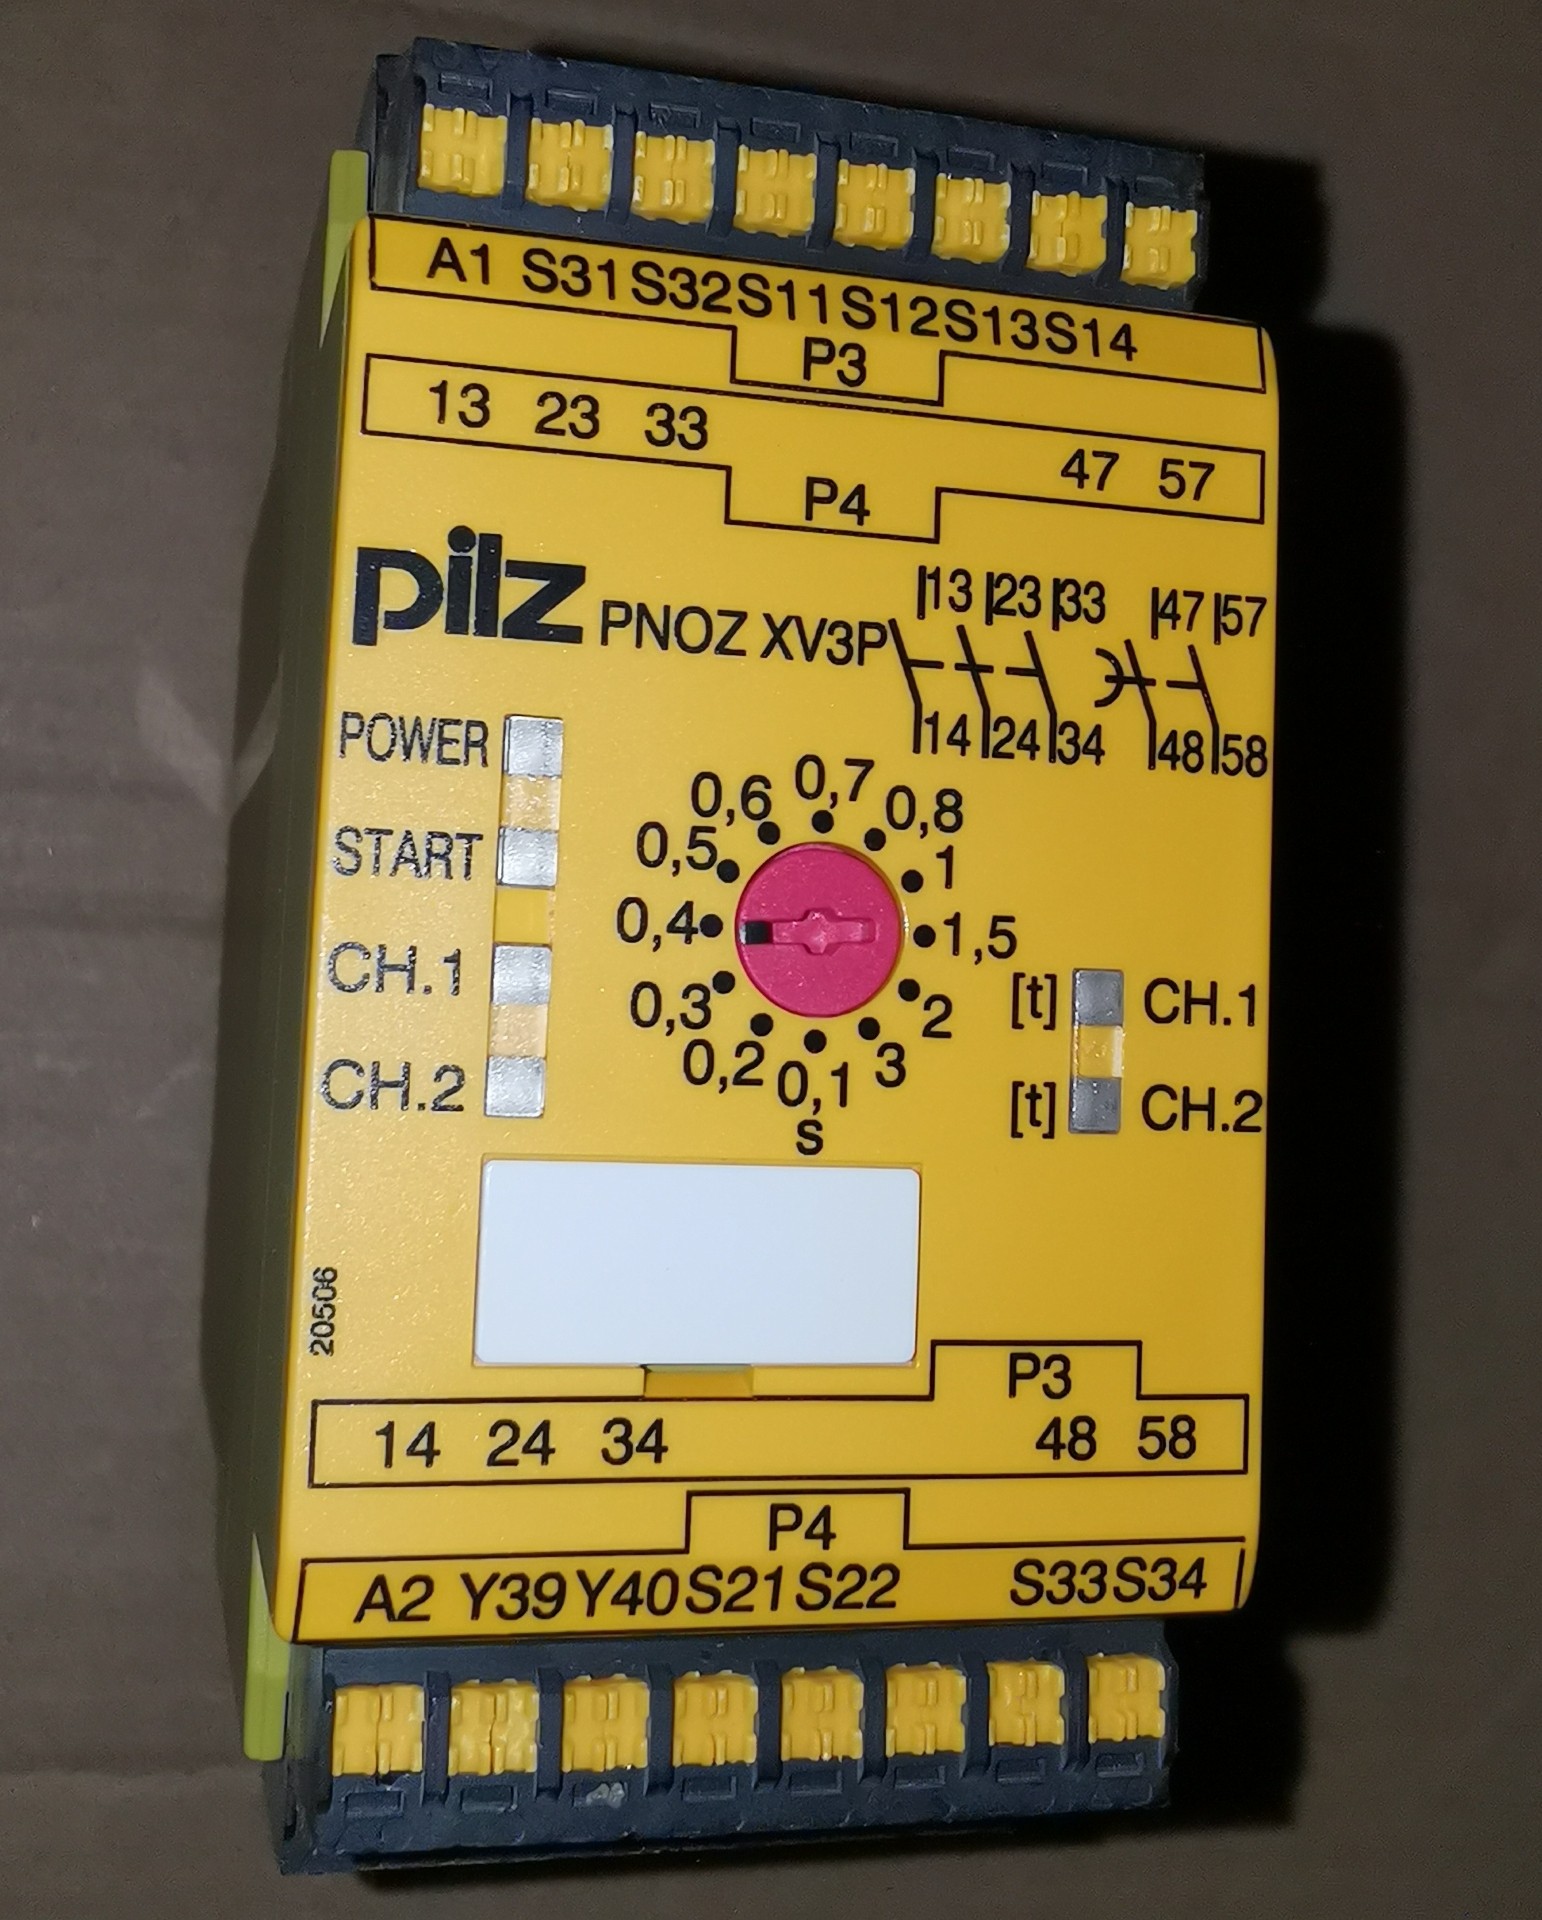 A1 S31 S32 S11 S12 S13 S14
P3
13 23 33 47 57
P4
pilz PNOZ XV3P
13 23 33 47 57
14 24 34 48 58
POWER
START
CH.1
CH.2
0,6 0,7 0,8
0,5 1
0,4 1,5
0,3 2
0,2 0,1 3
s
[t] CH.1
[t] CH.2
20506
P3
14 24 34 48 58
P4
A2 Y39 Y40 S21 S22 S33 S34